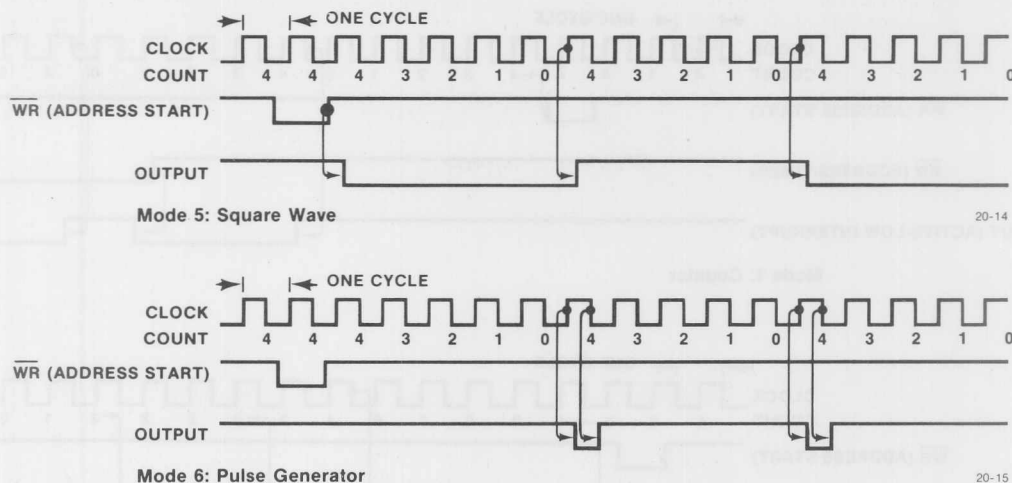 ONE CYCLE
CLOCK
COUNT 4 4 4 3 2 1 0 4 3 2 1 0 4 3 2 1 0
WR (ADDRESS START)
OUTPUT
Mode 5: Square Wave
20-14
ONE CYCLE
CLOCK
COUNT 4 4 4 3 2 1 0 4 3 2 1 0 4 3 2 1 0
WR (ADDRESS START)
OUTPUT
Mode 6: Pulse Generator
20-15